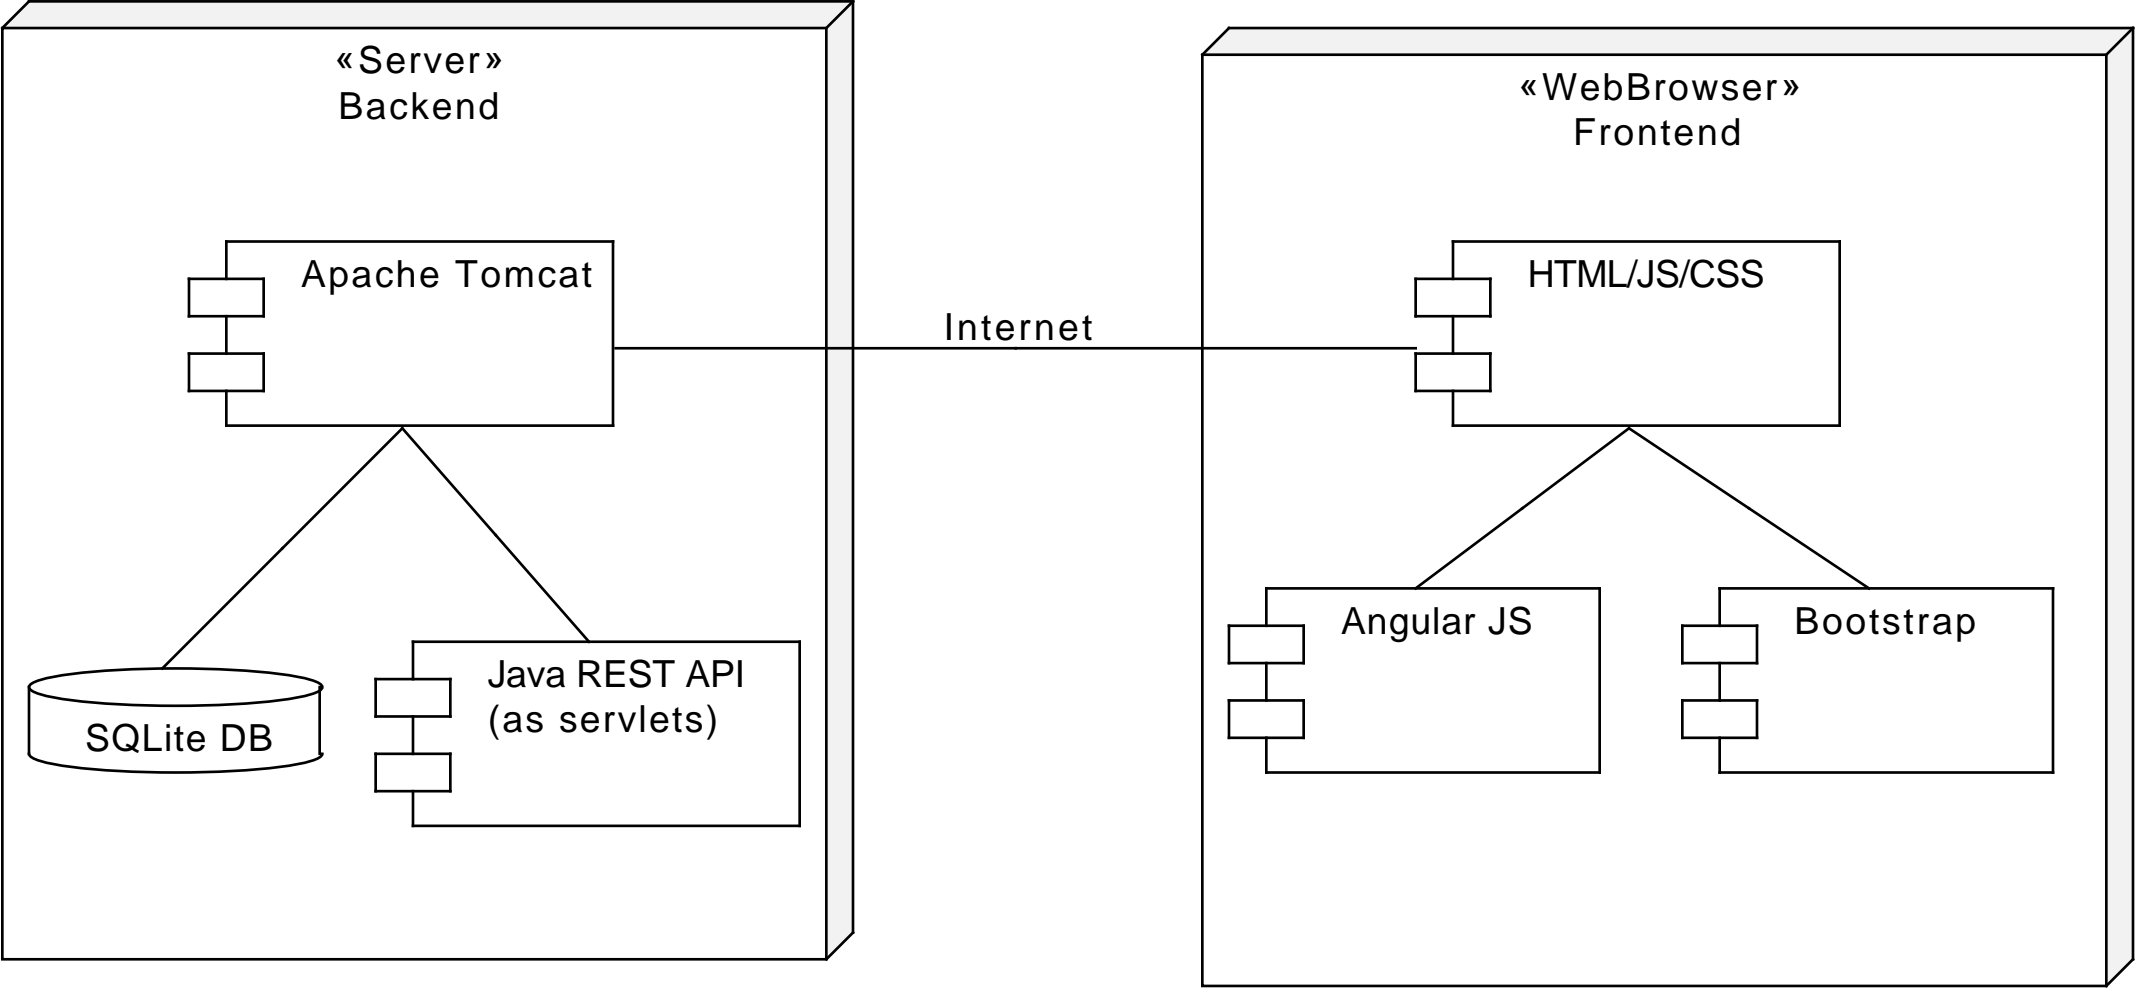 «Server»
Backend
«WebBrowser»
Frontend
Apache Tomcat
HTML/JS/CSS
Internet
Angular JS
Bootstrap
Java REST API
(as servlets)
SQLite DB